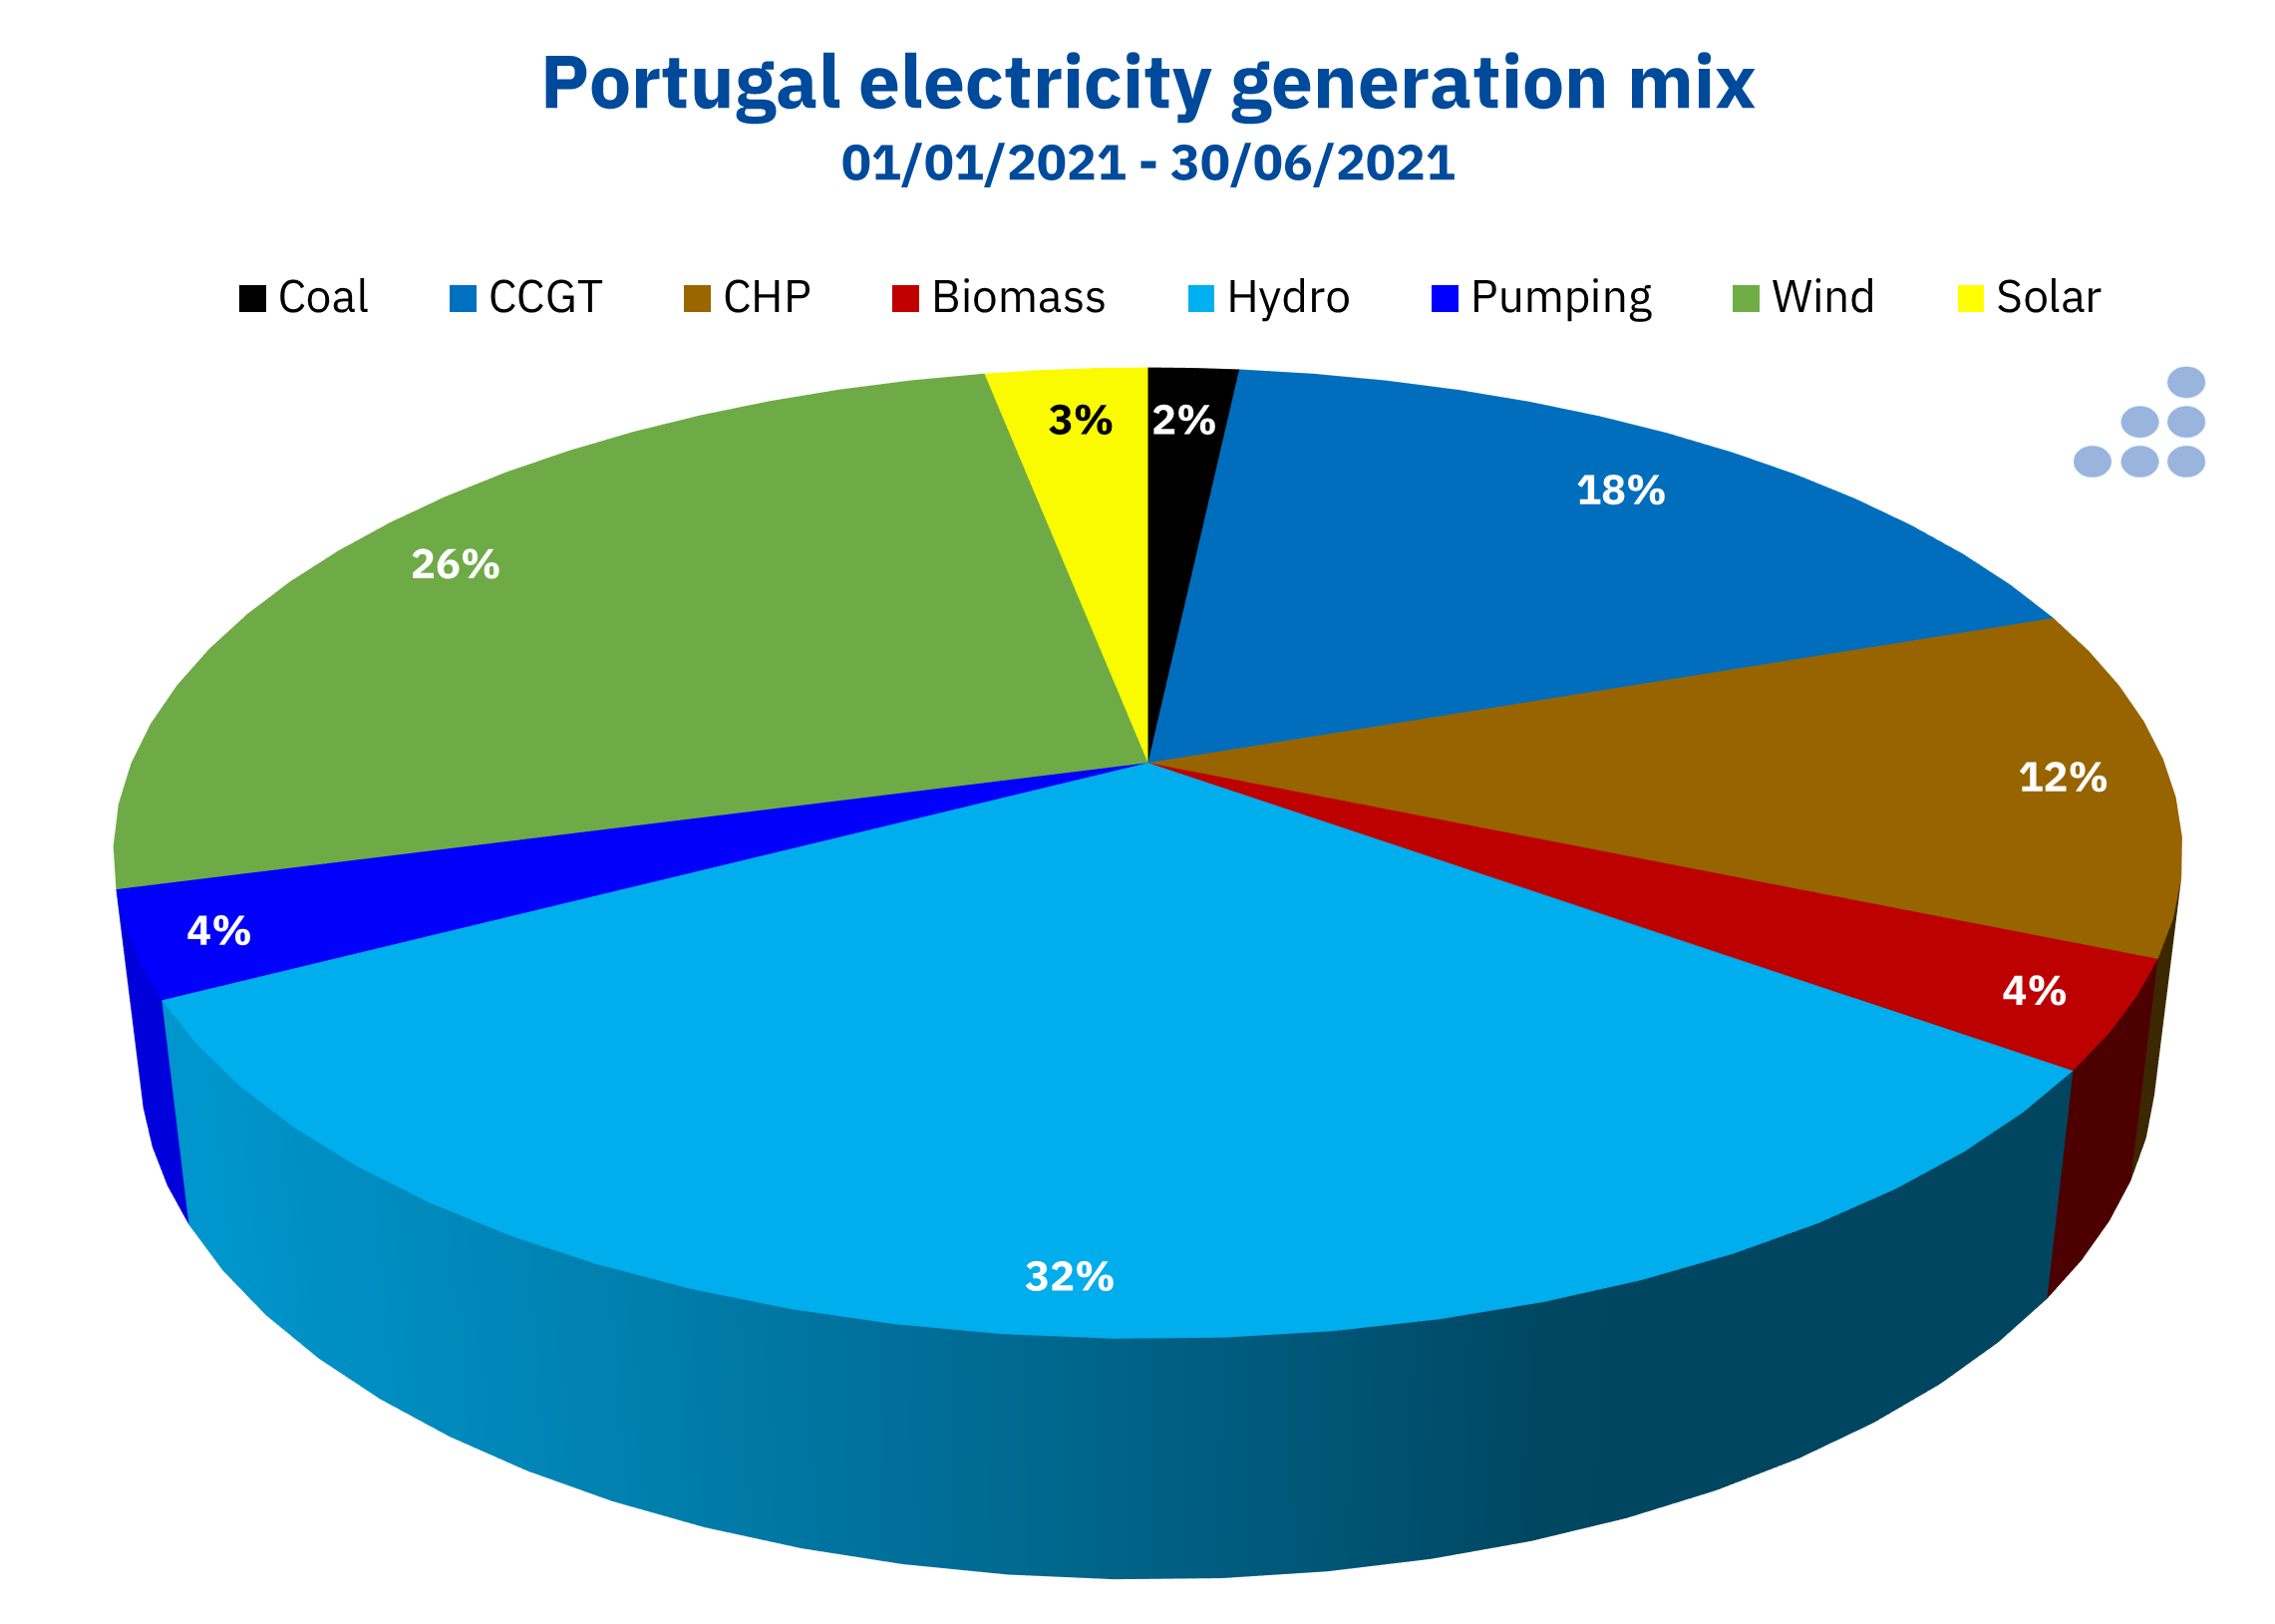 Portugal electricity generation mix
01/01/2021 - 30/06/2021
Coal CCGT CHP Biomass Hydro Pumping Wind Solar
3% 2%
18%
26%
12%
4%
4%
32%